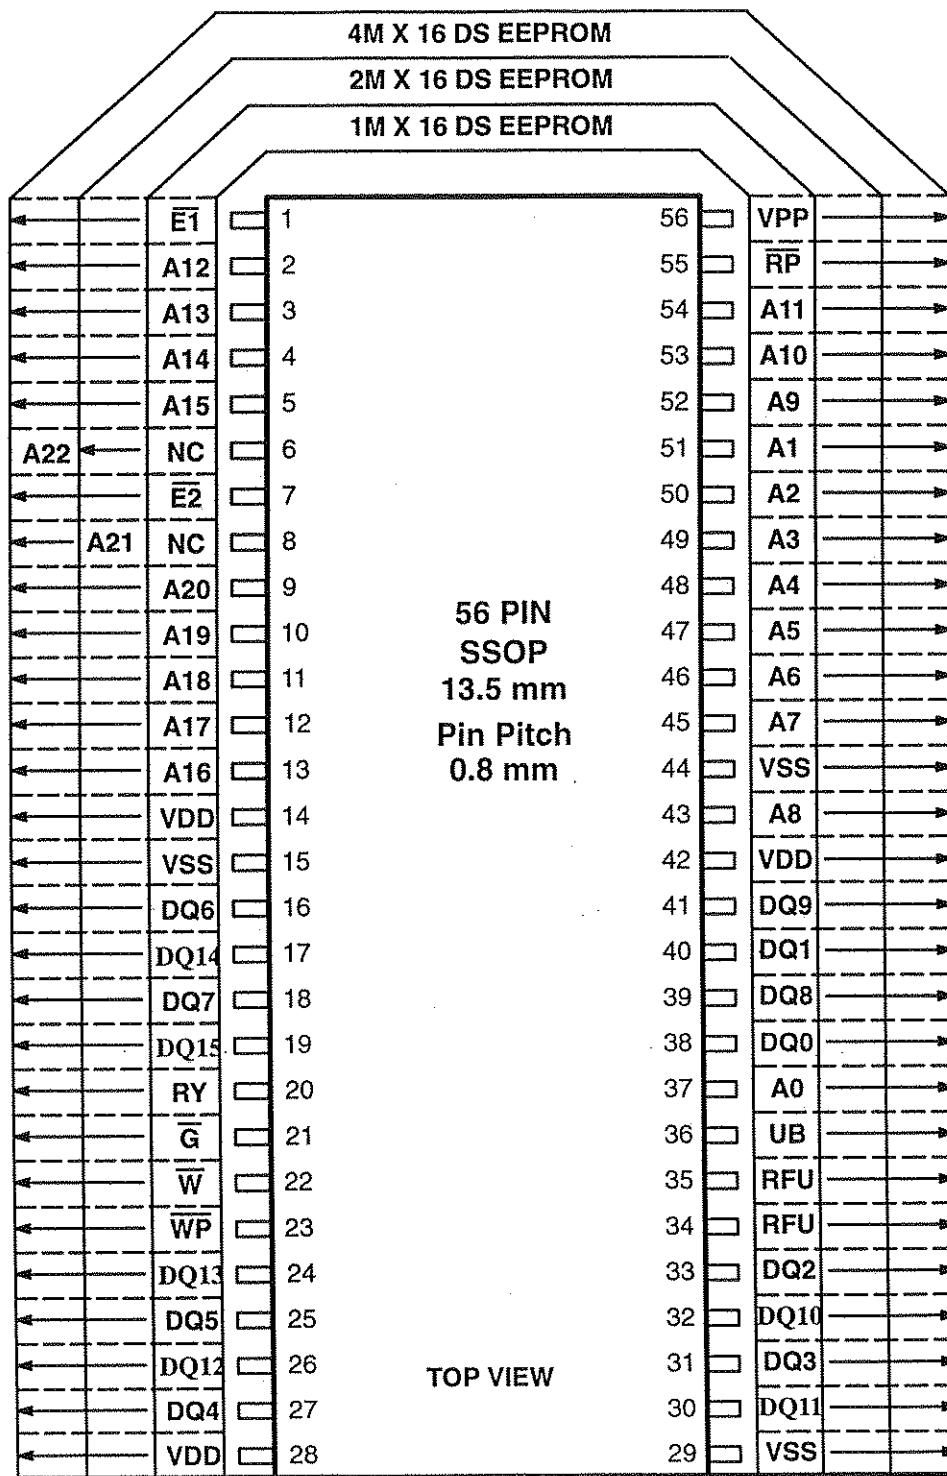 4M X 16 DS EEPROM
2M X 16 DS EEPROM
1M X 16 DS EEPROM
E1 1 56 VPP
A12 2 55 RP
A13 3 54 A11
A14 4 53 A10
A15 5 52 A9
A22 NC 6 51 A1
E2 7 50 A2
A21 NC 8 49 A3
A20 9 48 A4
A19 10 47 A5
A18 11 46 A6
A17 12 45 A7
A16 13 44 VSS
VDD 14 43 A8
VSS 15 42 VDD
DQ6 16 41 DQ9
DQ14 17 40 DQ1
DQ7 18 39 DQ8
DQ15 19 38 DQ0
RY 20 37 A0
G 21 36 UB
W 22 35 RFU
WP 23 34 RFU
DQ13 24 33 DQ2
DQ5 25 32 DQ10
DQ12 26 31 DQ3
DQ4 27 30 DQ11
VDD 28 29 VSS
56 PIN
SSOP
13.5 mm
Pin Pitch
0.8 mm
TOP VIEW